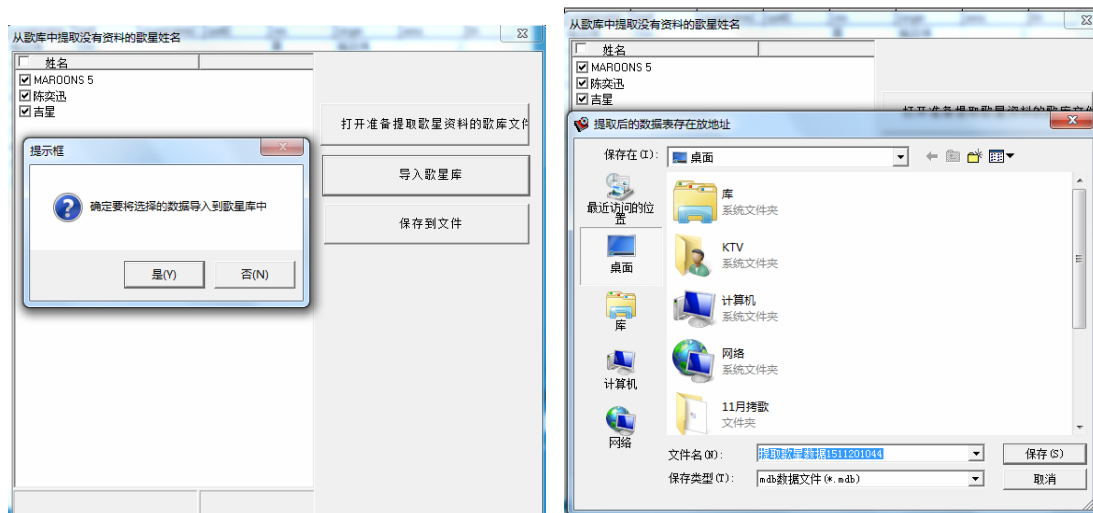 从歌库中提取没有资料的歌星姓名
姓名
MAROONS 5
陈奕迅
吉星
打开准备提取歌星资料的歌库文件
导入歌星库
保存到文件
提示框
确定要将选择的数据导入到歌星库中
是(Y)
否(N)
从歌库中提取没有资料的歌星姓名
姓名
MAROONS 5
陈奕迅
吉星
提取后的数据表存在放地址
保存在(I):
桌面
最近访问的位置
桌面
库
计算机
网络
库
系统文件夹
KTV
系统文件夹
计算机
系统文件夹
网络
系统文件夹
11月拷歌
文件夹
文件名(N):
提取歌星数据1511201044
保存(S)
保存类型(T):
mdb数据文件(*.mdb)
取消